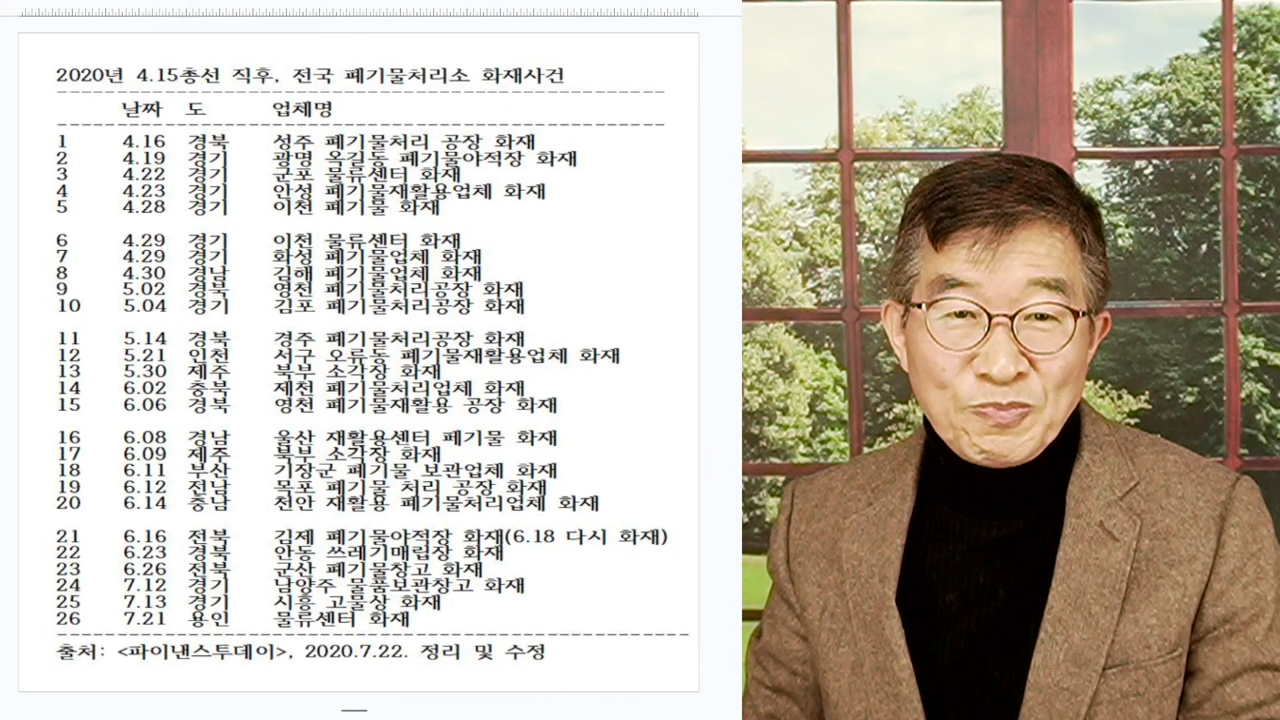 2020년 4.15총선 직후, 전국 폐기물처리소 화재사건
날짜 도 업체명
1 4.16 경북 성주 폐기물처리 공장 화재
2 4.19 경기 광명 옥길동 폐기물야적장 화재
3 4.22 경기 군포 물류센터 화재
4 4.23 경기 안성 폐기물재활용업체 화재
5 4.28 경기 이천 폐기물 화재
6 4.29 경기 이천 물류센터 화재
7 4.29 경기 화성 폐기물업체 화재
8 4.30 경남 김해 폐기물업체 화재
9 5.02 경북 영천 폐기물처리공장 화재
10 5.04 경기 김포 폐기물처리공장 화재
11 5.14 경북 경주 폐기물처리공장 화재
12 5.21 인천 서구 오류동 폐기물재활용업체 화재
13 5.30 제주 북부 소각장 화재
14 6.02 충북 제천 폐기물처리업체 화재
15 6.06 경북 영천 폐기물재활용 공장 화재
16 6.08 경남 울산 재활용센터 폐기물 화재
17 6.09 제주 북부 소각장 화재
18 6.11 부산 기장군 폐기물 보관업체 화재
19 6.12 전남 목포 폐기물 처리 공장 화재
20 6.14 충남 천안 재활용 폐기물처리업체 화재
21 6.16 전북 김제 폐기물야적장 화재(6.18 다시 화재)
22 6.23 경북 안동 쓰레기매립장 화재
23 6.26 전북 군산 폐기물창고 화재
24 7.12 경기 남양주 물품보관창고 화재
25 7.13 경기 시흥 고물상 화재
26 7.21 용인 물류센터 화재
출처: <파이낸스투데이>, 2020.7.22. 정리 및 수정